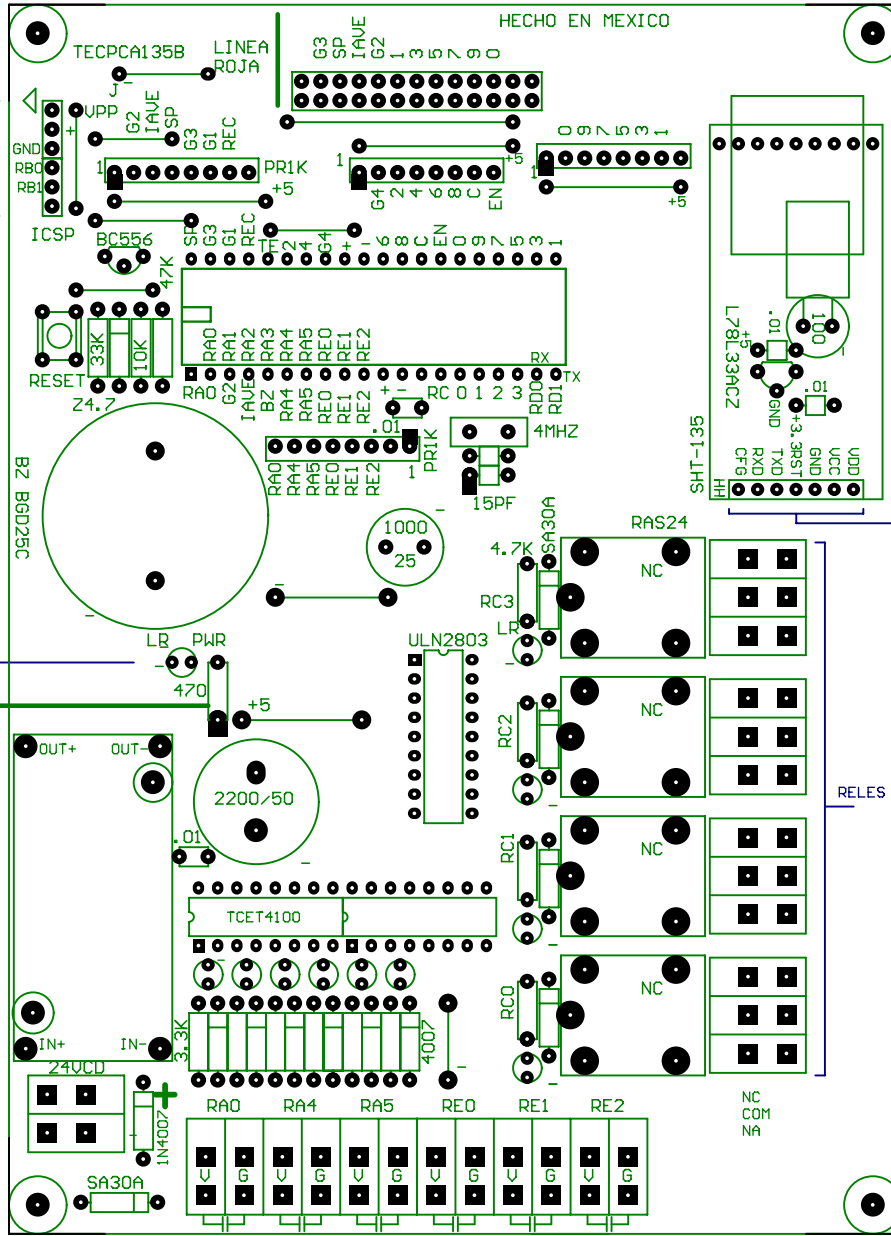 HECHO EN MEXICO
TECPCA135B
LINEA
ROJA
G3
SP
IAVE
G2
1
3
5
7
9
0
J
-
VPP
+
GND
RB0
RB1
ICSP
G2
IAVE
SP
G3
G1
REC
1
PR1K
+5
1
+5
G4
2
4
6
8
C
EN
0
9
7
5
3
1
1
+5
BC556
47K
SP
G3
G1
REC
TE
2
4
G4
+
-
6
8
C
EN
0
9
7
5
3
1
RA0
RA1
RA2
RA3
RA4
RA5
RE0
RE1
RE2
RX
TX
33K
10K
RESET
Z4.7
RA0
G2
IAVE
BZ
RA4
RA5
RE0
RE1
RE2
+ -
RC 0 1 2 3
RD0
RD1
.01
PR1K
1
RA0
RA4
RA5
RE0
RE1
RE2
4MHZ
15PF
L78L33ACZ
+5
.01
100
-
GND
.01
+3.3
SHT-135
HH
CFG
RXD
TXD
RST
GND
VCC
VDD
BZ BGD25C
-
1000
25
-
-
4.7K
SA30A
RAS24
NC
RC3
LR
-
LR
PWR
-
470
+5
ULN2803
RC2
NC
-
OUT+
OUT-
2200/50
-
.01
RELES
RC1
NC
-
TCET4100
-
IN+
IN-
3.3K
4007
-
RC0
NC
-
24VCD
+
-
1N4007
SA30A
RA0
RA4
RA5
RE0
RE1
RE2
V G V G V G V G V G V G
NC
COM
NA